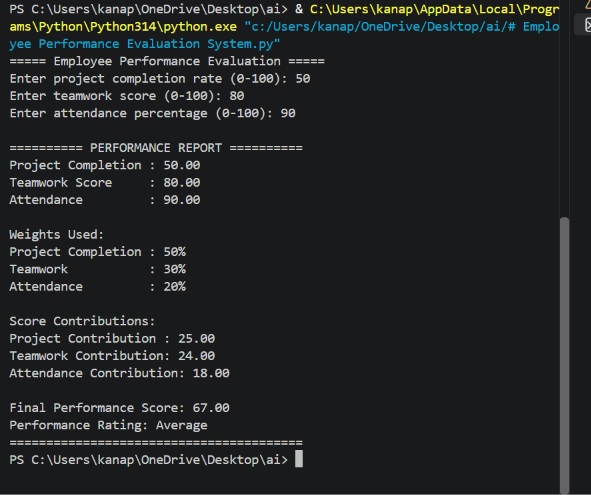 PS C:\Users\kanap\OneDrive\Desktop\ai> & C:\Users\kanap\AppData\Local\Progr
ams\Python\Python314\python.exe "c:/Users/kanap/OneDrive/Desktop/ai/# Emplo
yee Performance Evaluation System.py"
===== Employee Performance Evaluation =====
Enter project completion rate (0-100): 50
Enter teamwork score (0-100): 80
Enter attendance percentage (0-100): 90

========== PERFORMANCE REPORT ==========
Project Completion : 50.00
Teamwork Score     : 80.00
Attendance         : 90.00

Weights Used:
Project Completion : 50%
Teamwork           : 30%
Attendance         : 20%

Score Contributions:
Project Contribution : 25.00
Teamwork Contribution: 24.00
Attendance Contribution: 18.00

Final Performance Score: 67.00
Performance Rating: Average
========================================
PS C:\Users\kanap\OneDrive\Desktop\ai>